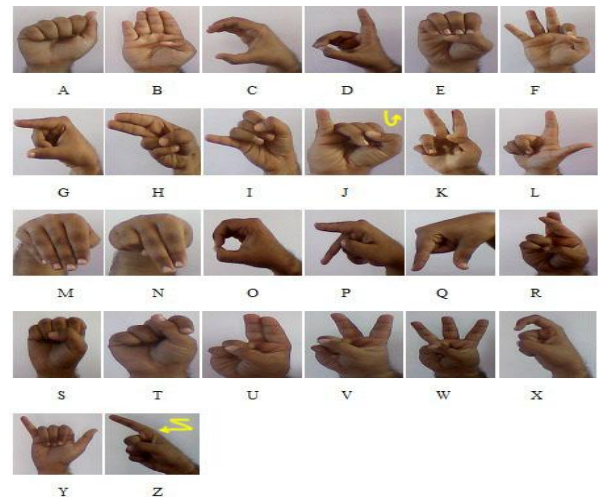 A B C D E F
G H I J K L
M N O P Q R
S T U V W X
Y Z